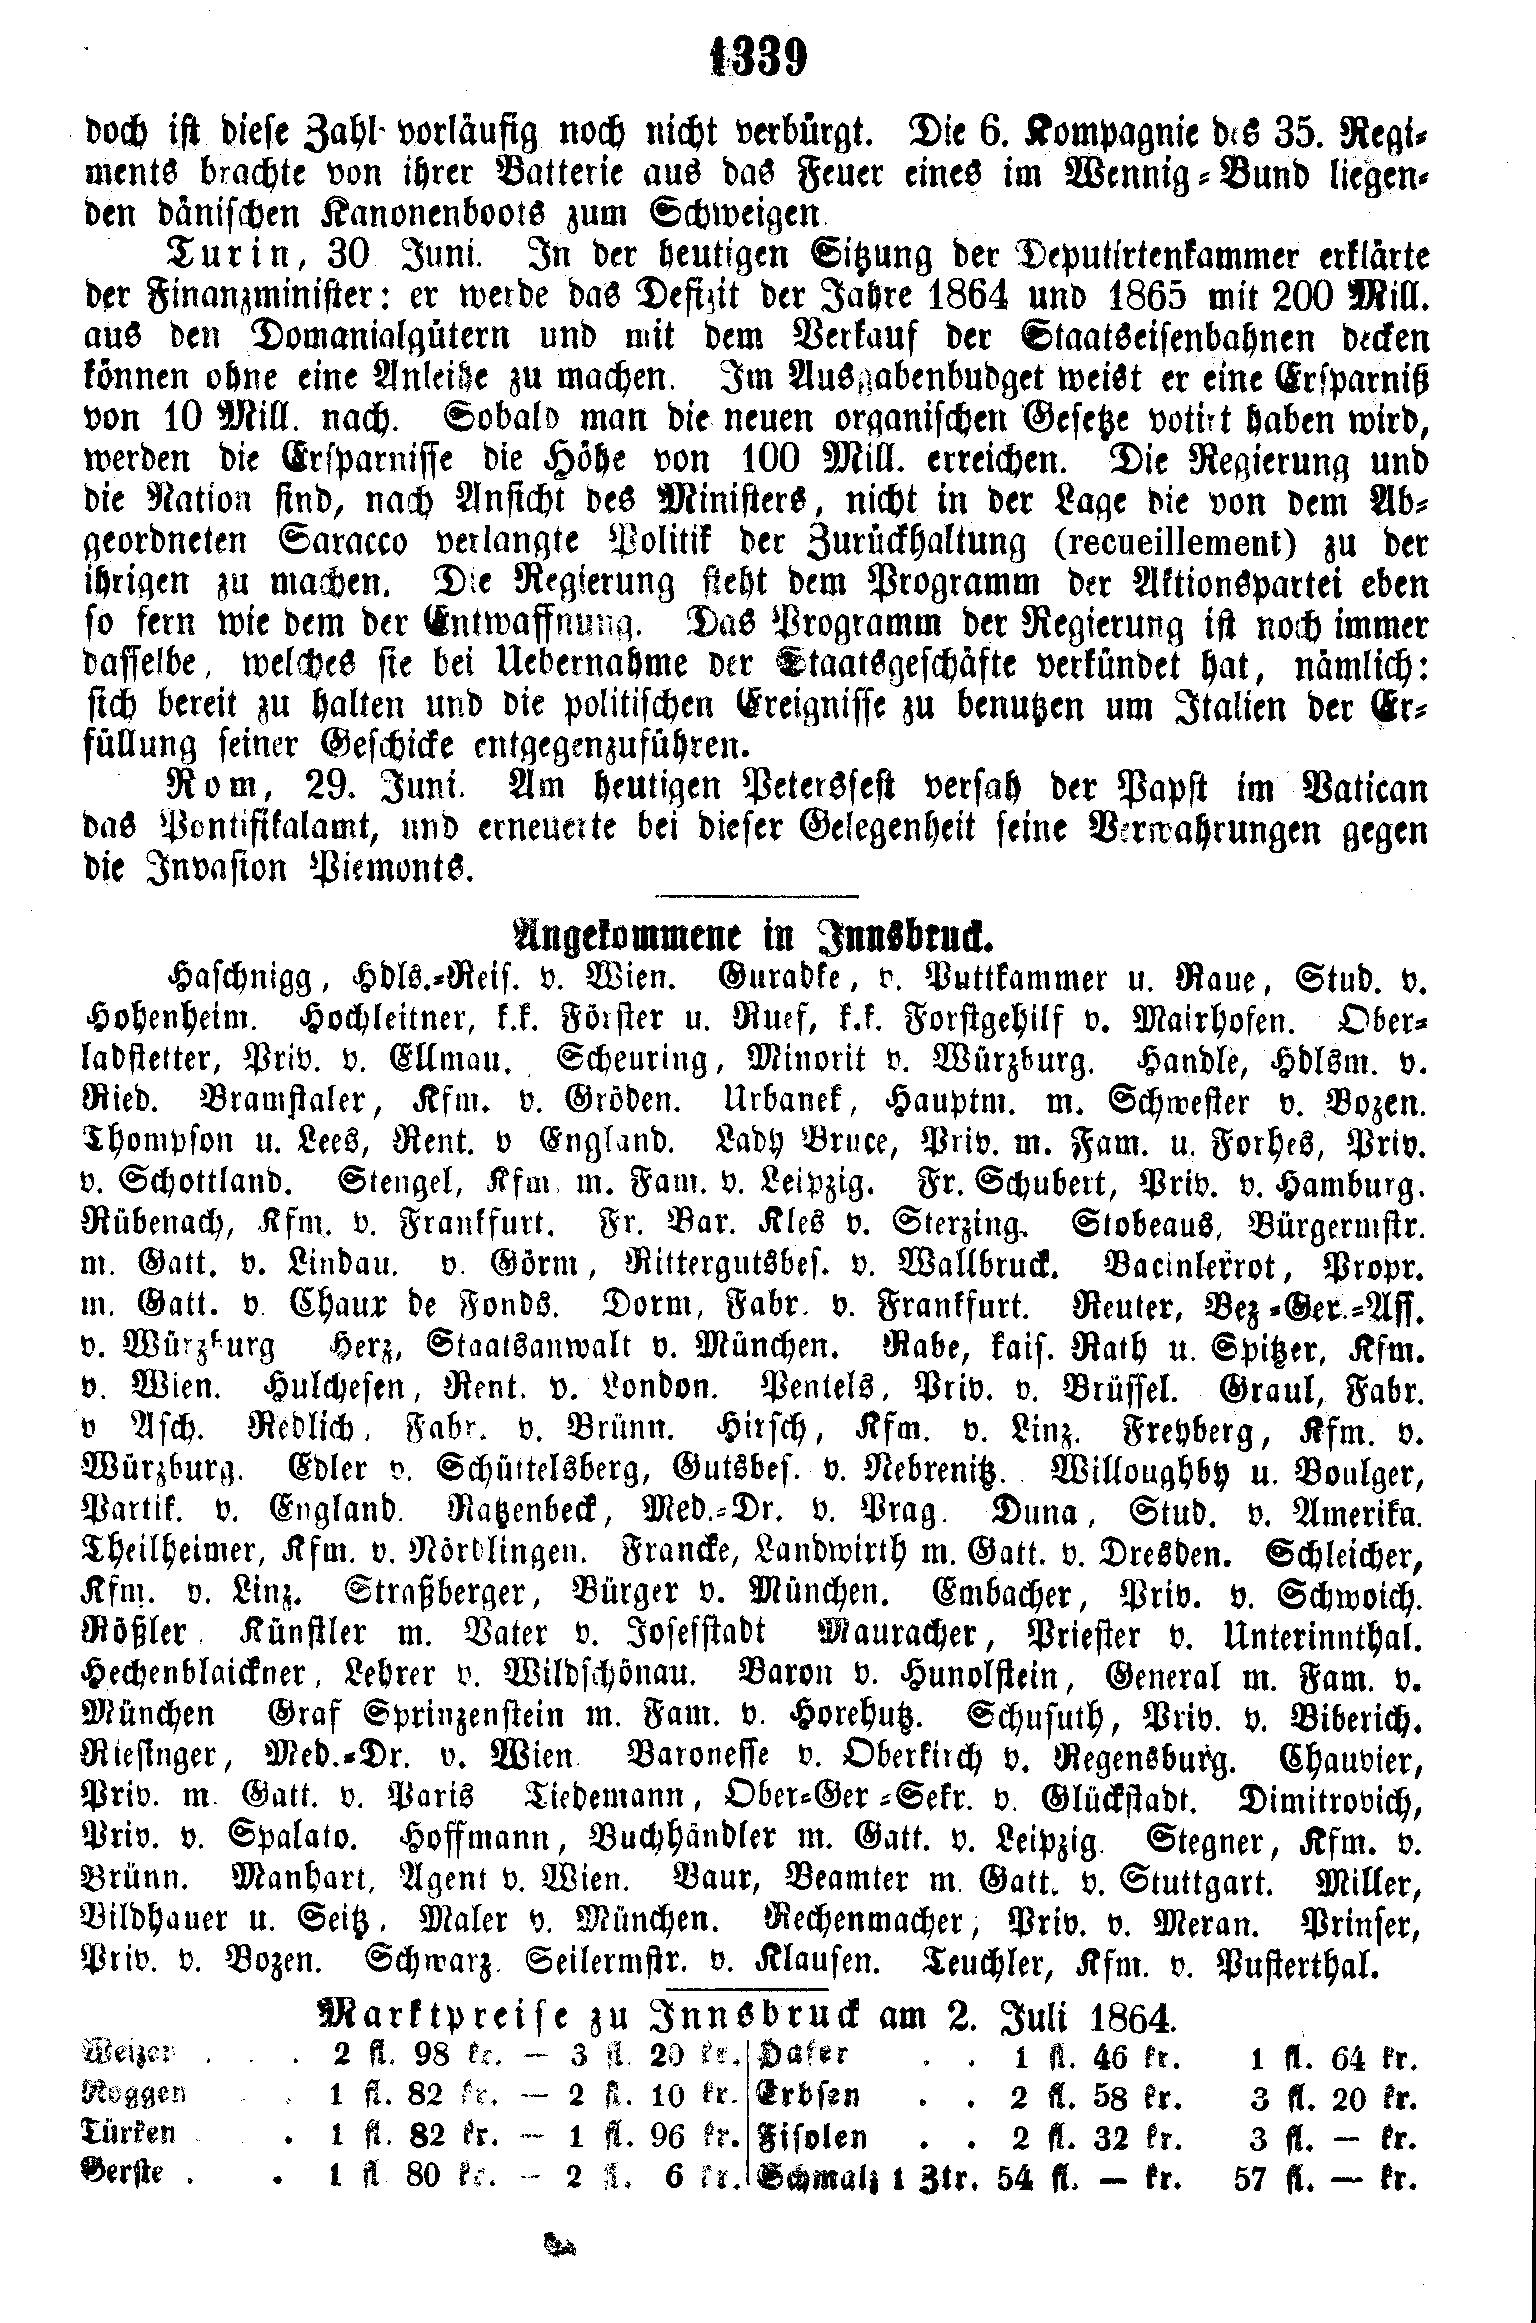 1339
doch ist diese Zahl vorläufig noch nicht verbürgt. Die 6. Kompagnie des 35. Regi-
ments brachte von ihrer Batterie aus das Feuer eines im Wennig-Bund liegen-
den dänischen Kanonenboots zum Schweigen.
Turin, 30 Juni. In der heutigen Sitzung der Deputirtenkammer erklärte
der Finanzminister: er werde das Defizit der Jahre 1864 und 1865 mit 200 Mill.
aus den Domanialgütern und mit dem Verkauf der Staatseisenbahnen decken
können ohne eine Anleihe zu machen. Im Ausgabenbudget weist er eine Ersparniß
von 10 Mill. nach. Sobald man die neuen organischen Gesetze votirt haben wird,
werden die Ersparnisse die Höhe von 100 Mill. erreichen. Die Regierung und
die Nation sind, nach Ansicht des Ministers, nicht in der Lage die von dem Ab-
geordneten Saracco verlangte Politik der Zurückhaltung (recueillement) zu der
ihrigen zu machen. Die Regierung steht dem Programm der Aktionspartei eben
so fern wie dem der Entwaffnung. Das Programm der Regierung ist noch immer
dasselbe, welches sie bei Uebernahme der Staatsgeschäfte verkündet hat, nämlich:
sich bereit zu halten und die politischen Ereignisse zu benutzen um Italien der Er-
füllung seiner Geschicke entgegenzuführen.
Rom, 29. Juni. Am heutigen Petersfest versah der Papst im Vatican
das Pontifikalamt, und erneuerte bei dieser Gelegenheit seine Verwahrungen gegen
die Invasion Piemonts.
Angekommene in Innsbruck.
Haschnigg, Hdls.-Reis. v. Wien. Guradke, v. Puttkammer u. Raue, Stud. v.
Hohenheim. Hochleitner, k.k. Förster u. Ruef, k.k. Forstgehilf v. Mairhofen. Ober-
ladstetter, Priv. v. Ellmau. Scheuring, Minorit v. Würzburg. Handle, Hdlsm. v.
Ried. Bramstaler, Kfm. v. Gröden. Urbanek, Hauptm. m. Schwester v. Bozen.
Thompson u. Lees, Rent. v England. Lady Bruce, Priv. m. Fam. u. Forhes, Priv.
v. Schottland. Stengel, Kfm. m. Fam. v. Leipzig. Fr. Schubert, Priv. v. Hamburg.
Rübenach, Kfm. v. Frankfurt. Fr. Bar. Kles v. Sterzing. Stobeaus, Bürgermstr.
m. Gatt. v. Lindau. v. Görm, Rittergutsbes. v. Wallbruck. Bacinlerrot, Propr.
m. Gatt. v. Chaux de Fonds. Dorm, Fabr. v. Frankfurt. Reuter, Bez-Ger.-Ass.
v. Würzburg Herz, Staatsanwalt v. München. Rabe, kais. Rath u. Spitzer, Kfm.
v. Wien. Hulchesen, Rent. v. London. Pentels, Priv. v. Brüssel. Graul, Fabr.
v Asch. Redlich, Fabr. v. Brünn. Hirsch, Kfm. v. Linz. Freyberg, Kfm. v.
Würzburg. Edler v. Schüttelsberg, Gutsbes. v. Nebrenitz. Willoughby u. Boulger,
Partik. v. England. Ratzenbeck, Med.-Dr. v. Prag. Duna, Stud. v. Amerika.
Theilheimer, Kfm. v. Nördlingen. Francke, Landwirth m. Gatt. v. Dresden. Schleicher,
Kfm. v. Linz. Straßberger, Bürger v. München. Embacher, Priv. v. Schwoich.
Rößler, Künstler m. Vater v. Josefstadt Mauracher, Priester v. Unterinnthal.
Hechenblaickner, Lehrer v. Wildschönau. Baron v. Hunolstein, General m. Fam. v.
München Graf Sprinzenstein m. Fam. v. Horehutz. Schufuth, Priv. v. Biberich.
Riesinger, Med.-Dr. v. Wien. Baronesse v. Oberkirch v. Regensburg. Chauvier,
Priv. m. Gatt. v. Paris Tiedemann, Ober-Ger-Sekr. v. Glückstadt. Dimitrovich,
Priv. v. Spalato. Hoffmann, Buchhändler m. Gatt. v. Leipzig. Stegner, Kfm. v.
Brünn. Manhart, Agent v. Wien. Baur, Beamter m. Gatt. v. Stuttgart. Miller,
Bildhauer u. Seitz, Maler v. München. Rechenmacher, Priv. v. Meran. Prinser,
Priv. v. Bozen. Schwarz, Seilermstr. v. Klausen. Teuchler, Kfm. v. Pusterthal.
Marktpreise zu Innsbruck am 2. Juli 1864.
Weizen . . . 2 fl. 98 kr. — 3 fl. 20 kr. Hafer . . 1 fl. 46 kr. 1 fl. 64 kr.
Roggen . 1 fl. 82 kr. — 2 fl. 10 kr. Erbsen . . 2 fl. 58 kr. 3 fl. 20 kr.
Türken . 1 fl. 82 kr. — 1 fl. 96 kr. Fisolen . . 2 fl. 32 kr. 3 fl. — kr.
Gerste . . 1 fl 80 kr. — 2 fl. 6 kr. Schmalz 1 Ztr. 54 fl. — kr. 57 fl. — kr.